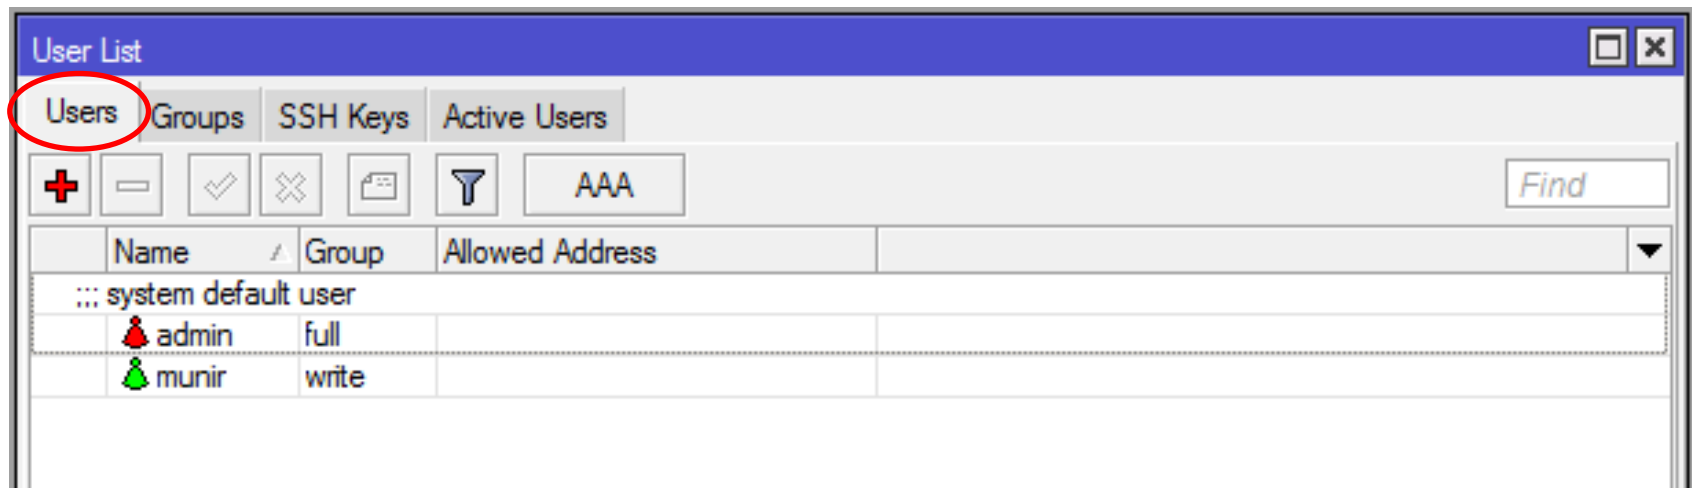 User List
Users Groups SSH Keys Active Users
AAA Find
Name Group Allowed Address
;;; system default user
admin full
munir write